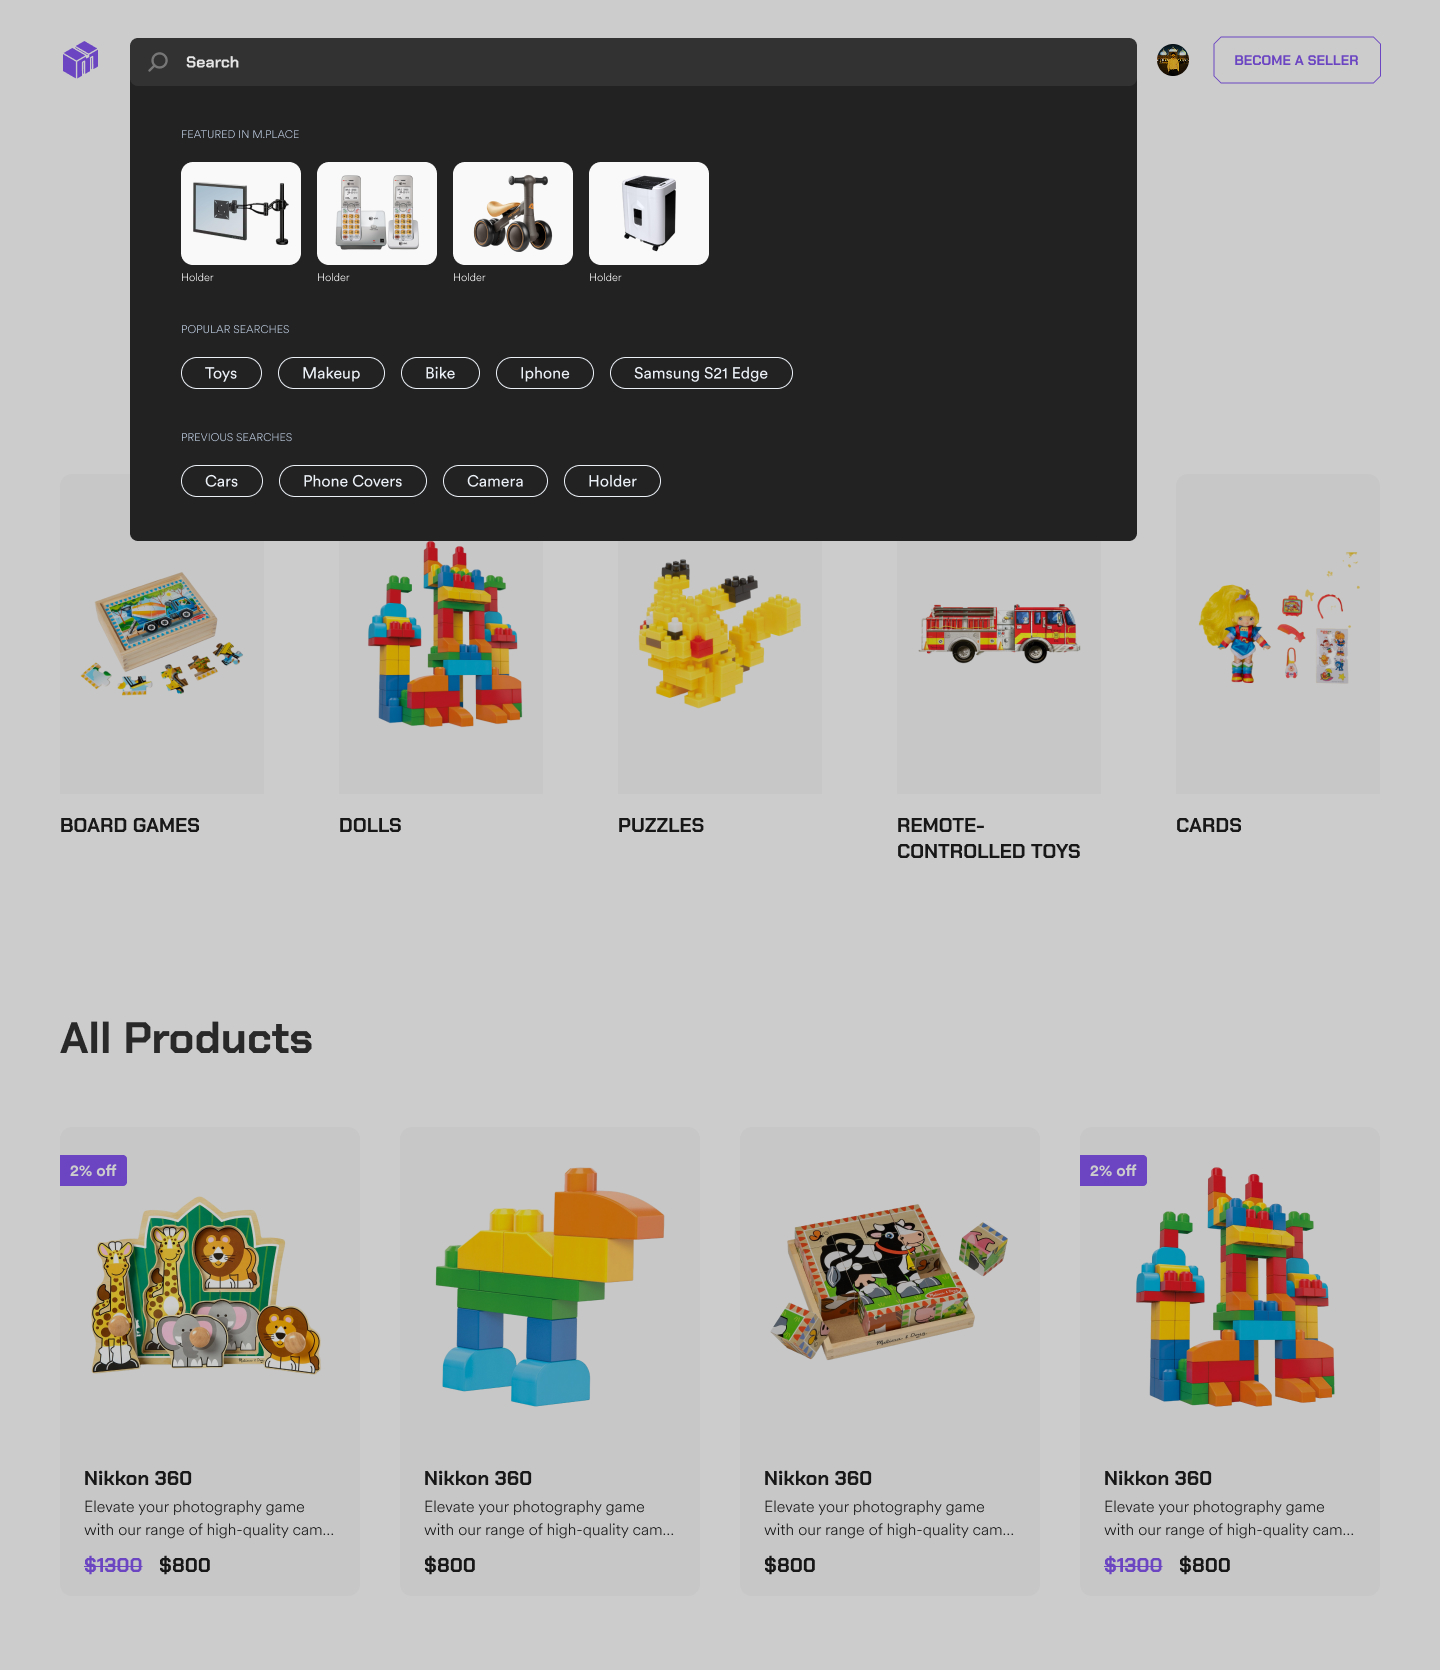 Search
BECOME A SELLER
FEATURED IN M.PLACE
Holder
Holder
Holder
Holder
POPULAR SEARCHES
Toys
Makeup
Bike
Iphone
Samsung S21 Edge
PREVIOUS SEARCHES
Cars
Phone Covers
Camera
Holder
BOARD GAMES
DOLLS
PUZZLES
REMOTE-
CONTROLLED TOYS
CARDS
All Products
2% off
2% off
Melissa & Doug
Nikkon 360
Elevate your photography game
with our range of high-quality cam...
$1300 $800
Nikkon 360
Elevate your photography game
with our range of high-quality cam...
$800
Nikkon 360
Elevate your photography game
with our range of high-quality cam...
$800
Nikkon 360
Elevate your photography game
with our range of high-quality cam...
$1300 $800